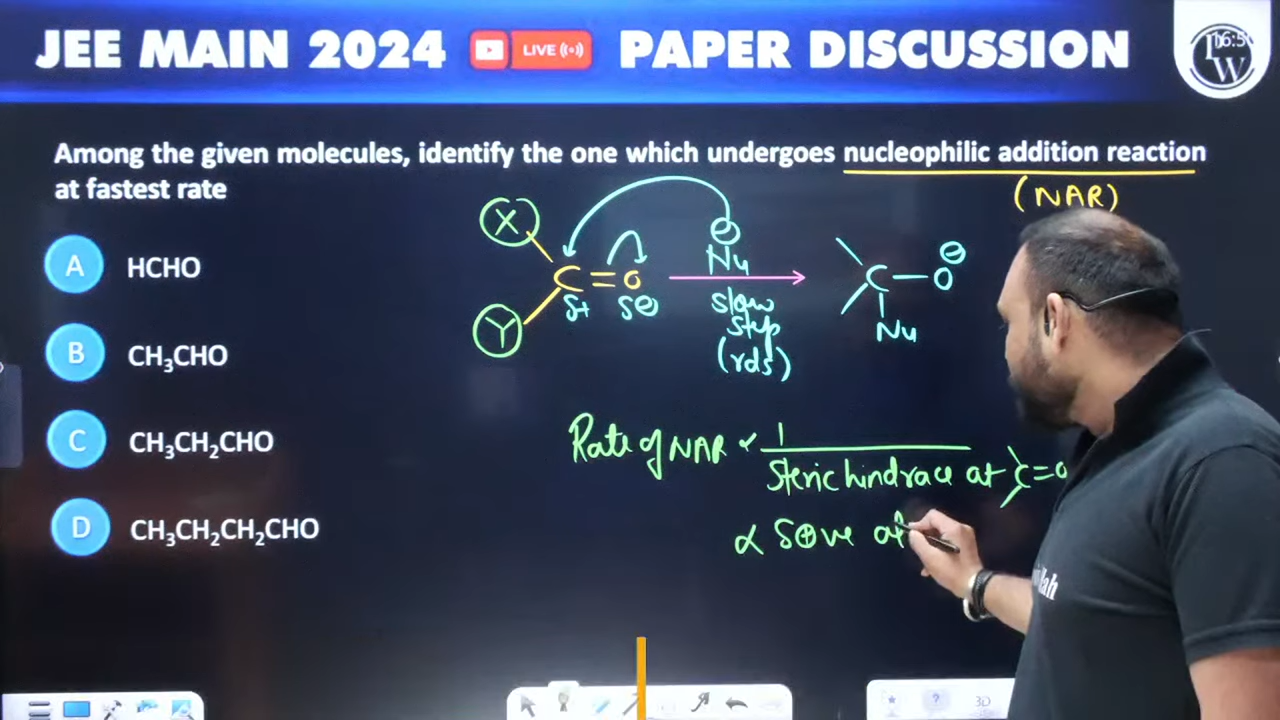 JEE MAIN 2024 LIVE PAPER DISCUSSION
Among the given molecules, identify the one which undergoes nucleophilic addition reaction
at fastest rate
(NAR)
A HCHO
B CH₃CHO
C CH₃CH₂CHO
D CH₃CH₂CH₂CHO
X
Y
C=O
δ+ δ⊖
⊖
Nu
slow
step
(rds)
C—O
⊖
Nu
Rate of NAR ∝ 1
Steric hindrace at C=O
∝ δ⊕ve
3D